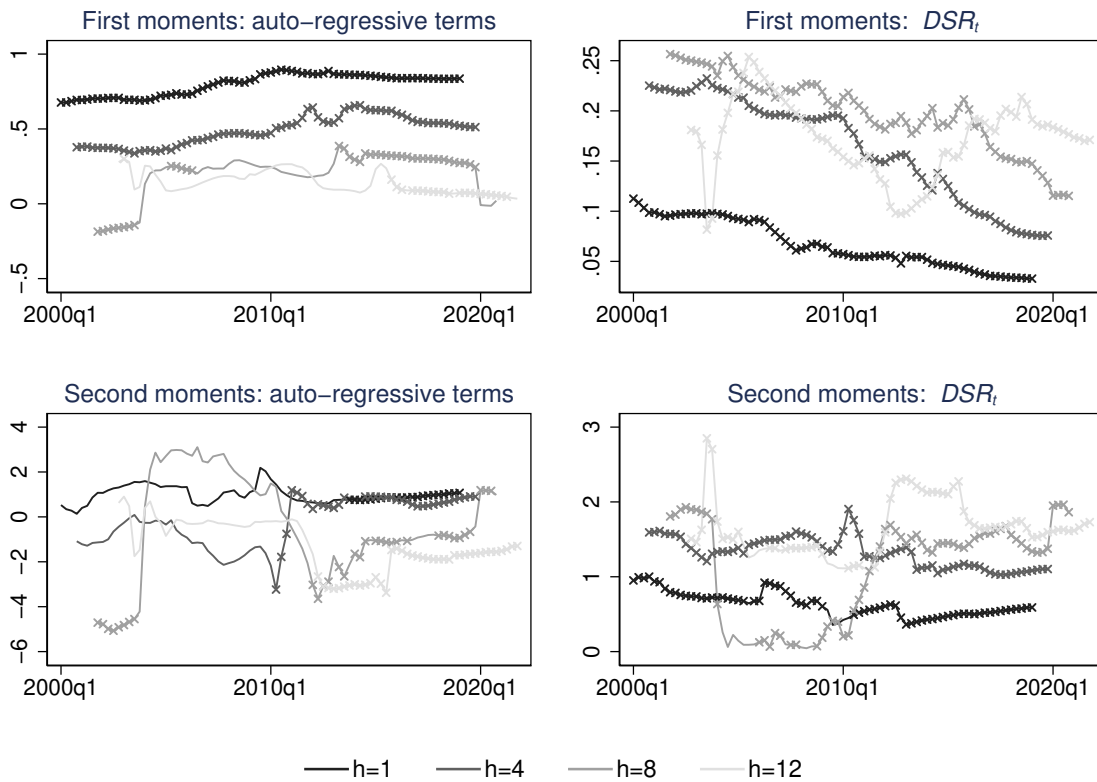 First moments: auto−regressive terms
1
.5
0
−.5
2000q1 2010q1 2020q1
First moments: DSRt
.25
.2
.15
.1
.05
2000q1 2010q1 2020q1
Second moments: auto−regressive terms
4
2
0
−2
−4
−6
2000q1 2010q1 2020q1
Second moments: DSRt
3
2
1
0
2000q1 2010q1 2020q1
h=1 h=4 h=8 h=12